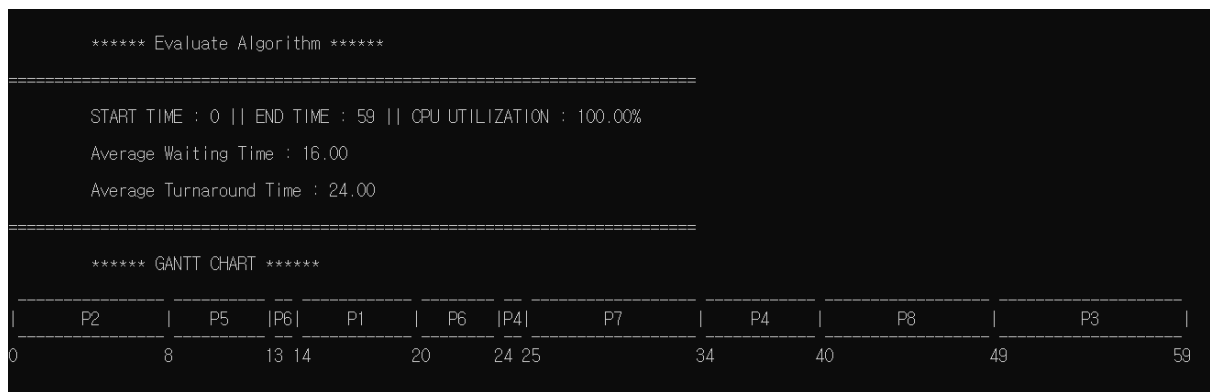 ****** Evaluate Algorithm ******
===========================================================================
START TIME : 0 || END TIME : 59 || CPU UTILIZATION : 100.00%
Average Waiting Time : 16.00
Average Turnaround Time : 24.00
===========================================================================
****** GANTT CHART ******
| P2 | P5 |P6| P1 | P6 |P4| P7 | P4 | P8 | P3 |
0 8 13 14 20 24 25 34 40 49 59